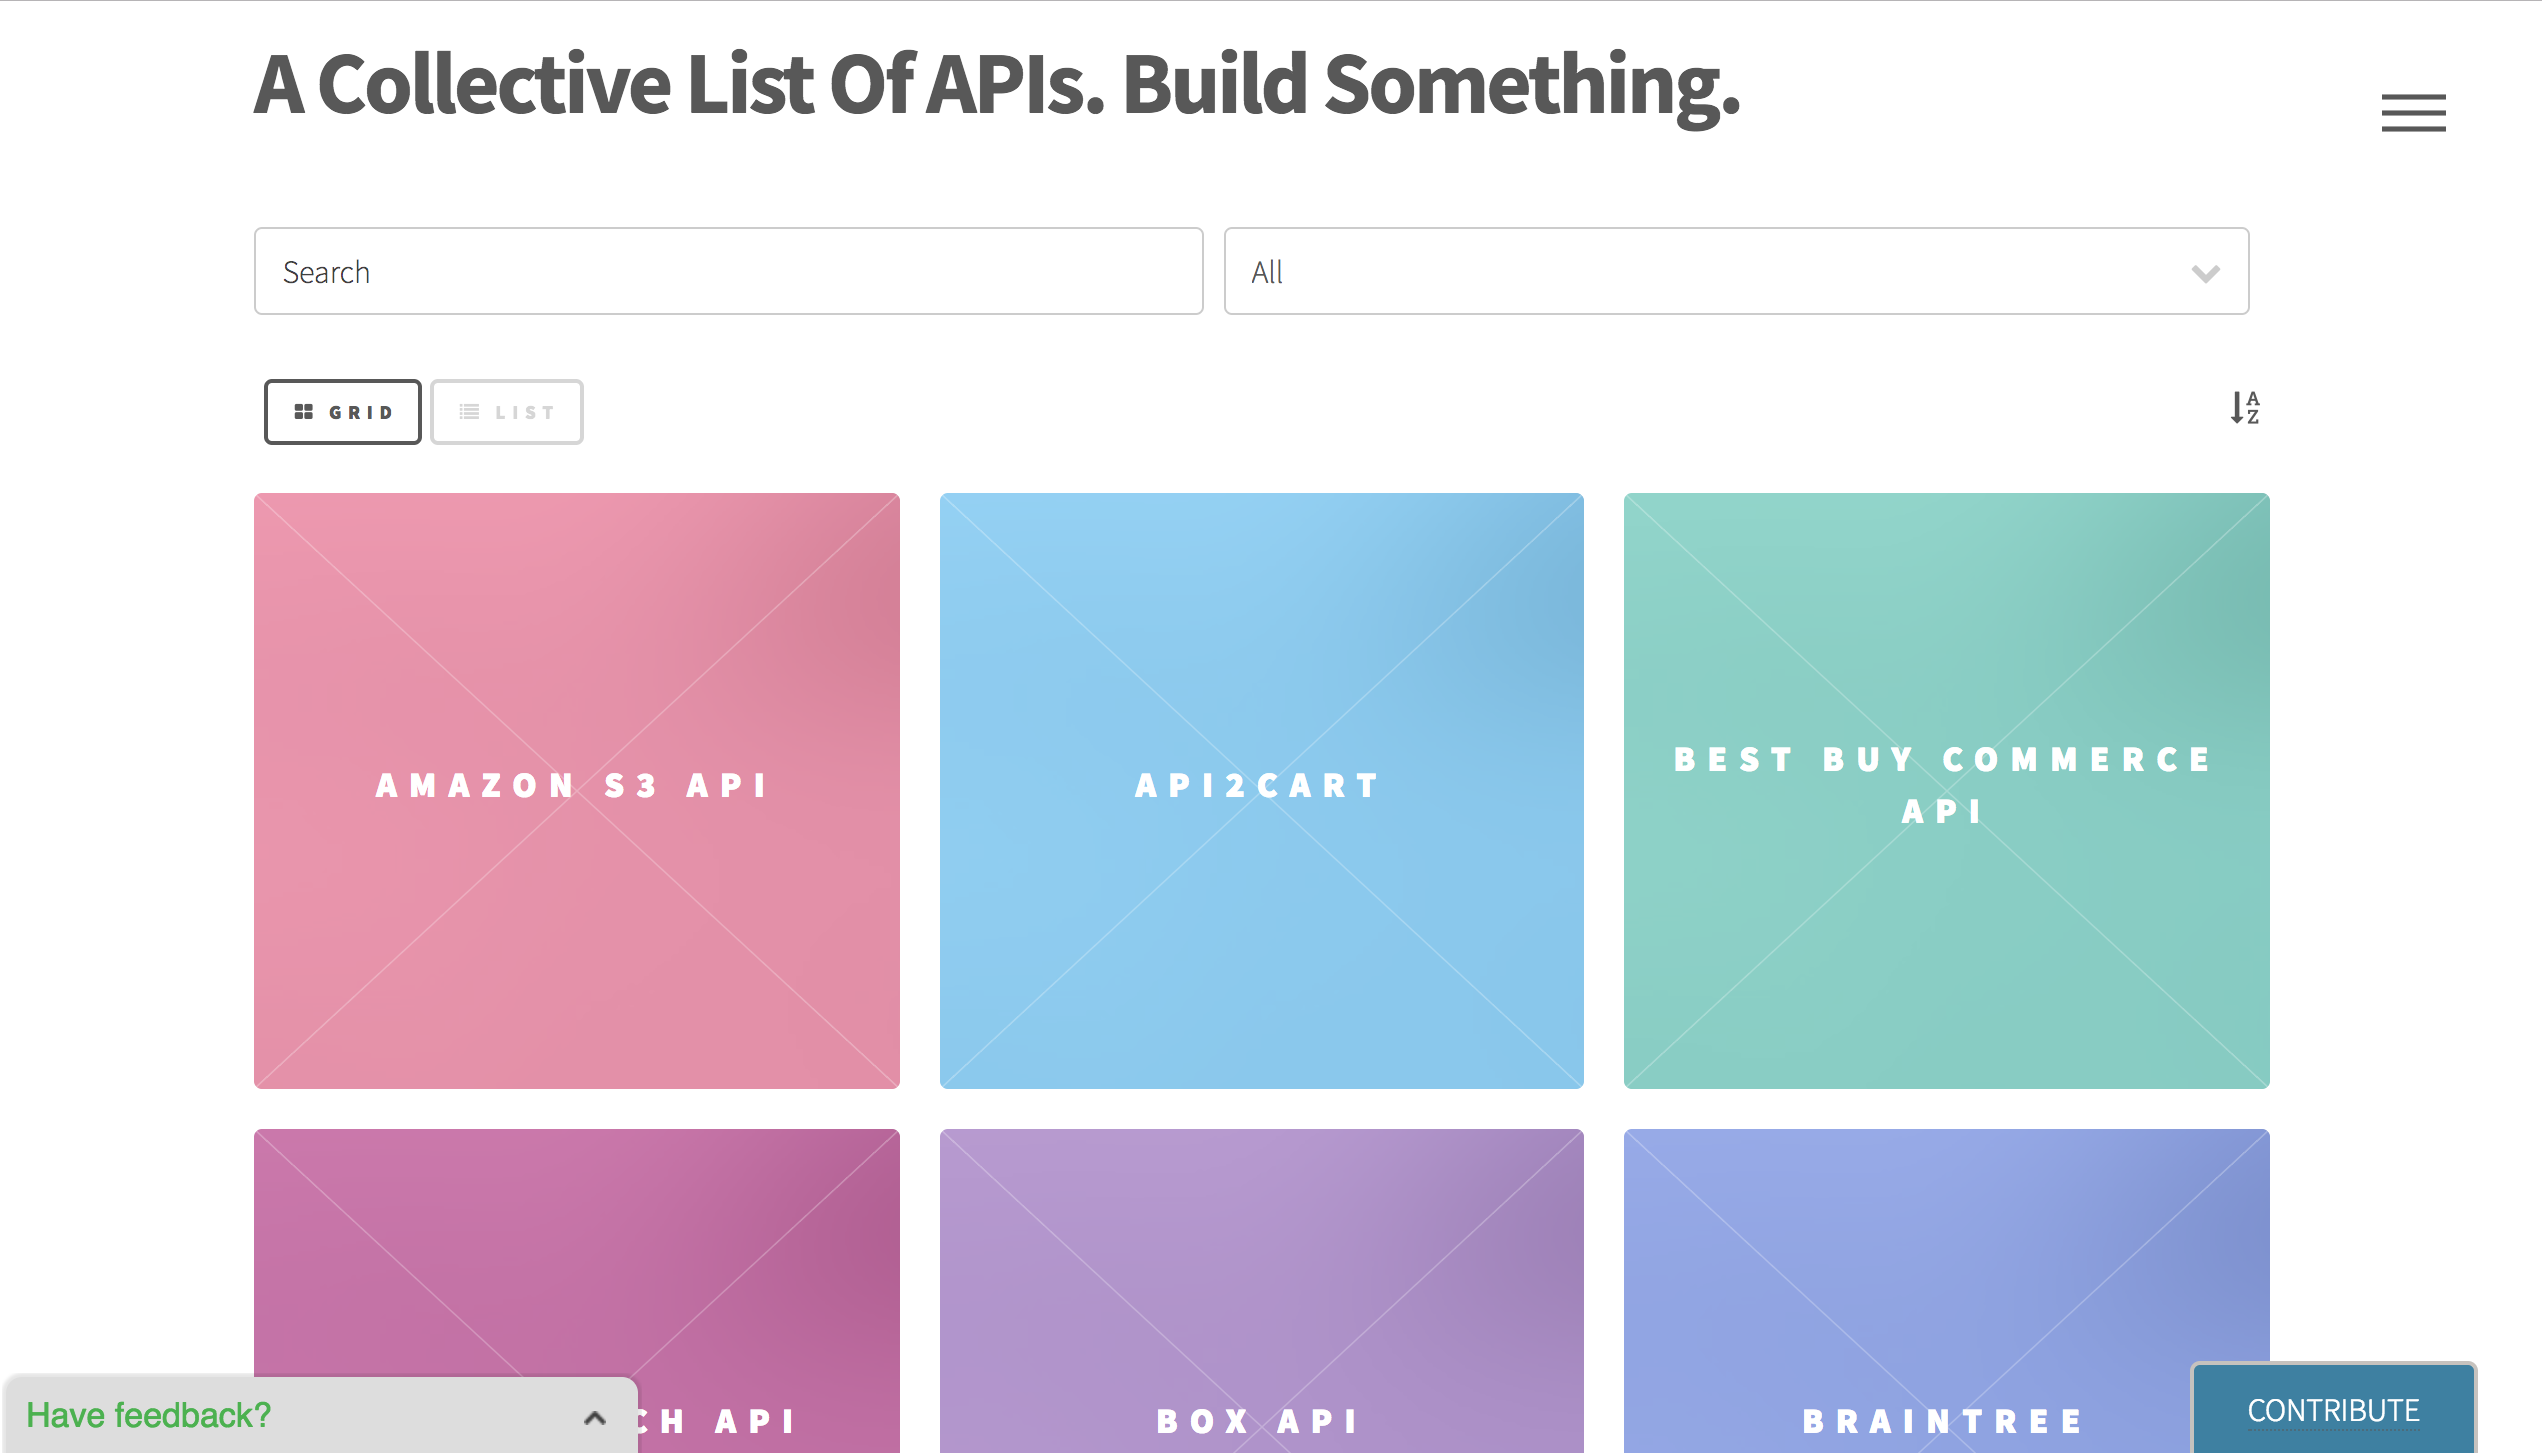 A Collective List Of APIs. Build Something.
Search
All
GRID
LIST
A
Z
AMAZON S3 API
API2CART
BEST BUY COMMERCE
API
CH API
BOX API
BRAINTREE
Have feedback?
CONTRIBUTE